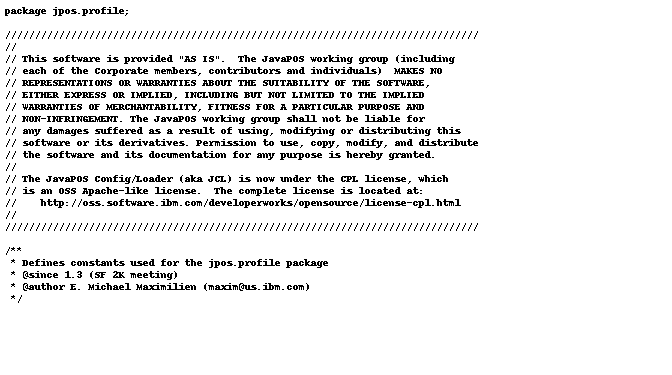 package jpos.profile;
///////////////////////////////////////////////////////////////////////////////
//
// This software is provided "AS IS".  The JavaPOS working group (including
// each of the Corporate members, contributors and individuals)  MAKES NO
// REPRESENTATIONS OR WARRANTIES ABOUT THE SUITABILITY OF THE SOFTWARE,
// EITHER EXPRESS OR IMPLIED, INCLUDING BUT NOT LIMITED TO THE IMPLIED
// WARRANTIES OF MERCHANTABILITY, FITNESS FOR A PARTICULAR PURPOSE AND
// NON-INFRINGEMENT. The JavaPOS working group shall not be liable for
// any damages suffered as a result of using, modifying or distributing this
// software or its derivatives. Permission to use, copy, modify, and distribute
// the software and its documentation for any purpose is hereby granted.
//
// The JavaPOS Config/Loader (aka JCL) is now under the CPL license, which
// is an OSS Apache-like license.  The complete license is located at:
//    http://oss.software.ibm.com/developerworks/opensource/license-cpl.html
//
///////////////////////////////////////////////////////////////////////////////
/**
 * Defines constants used for the jpos.profile package
 * @since 1.3 (SF 2K meeting)
 * @author E. Michael Maximilien (maxim@us.ibm.com)
 */